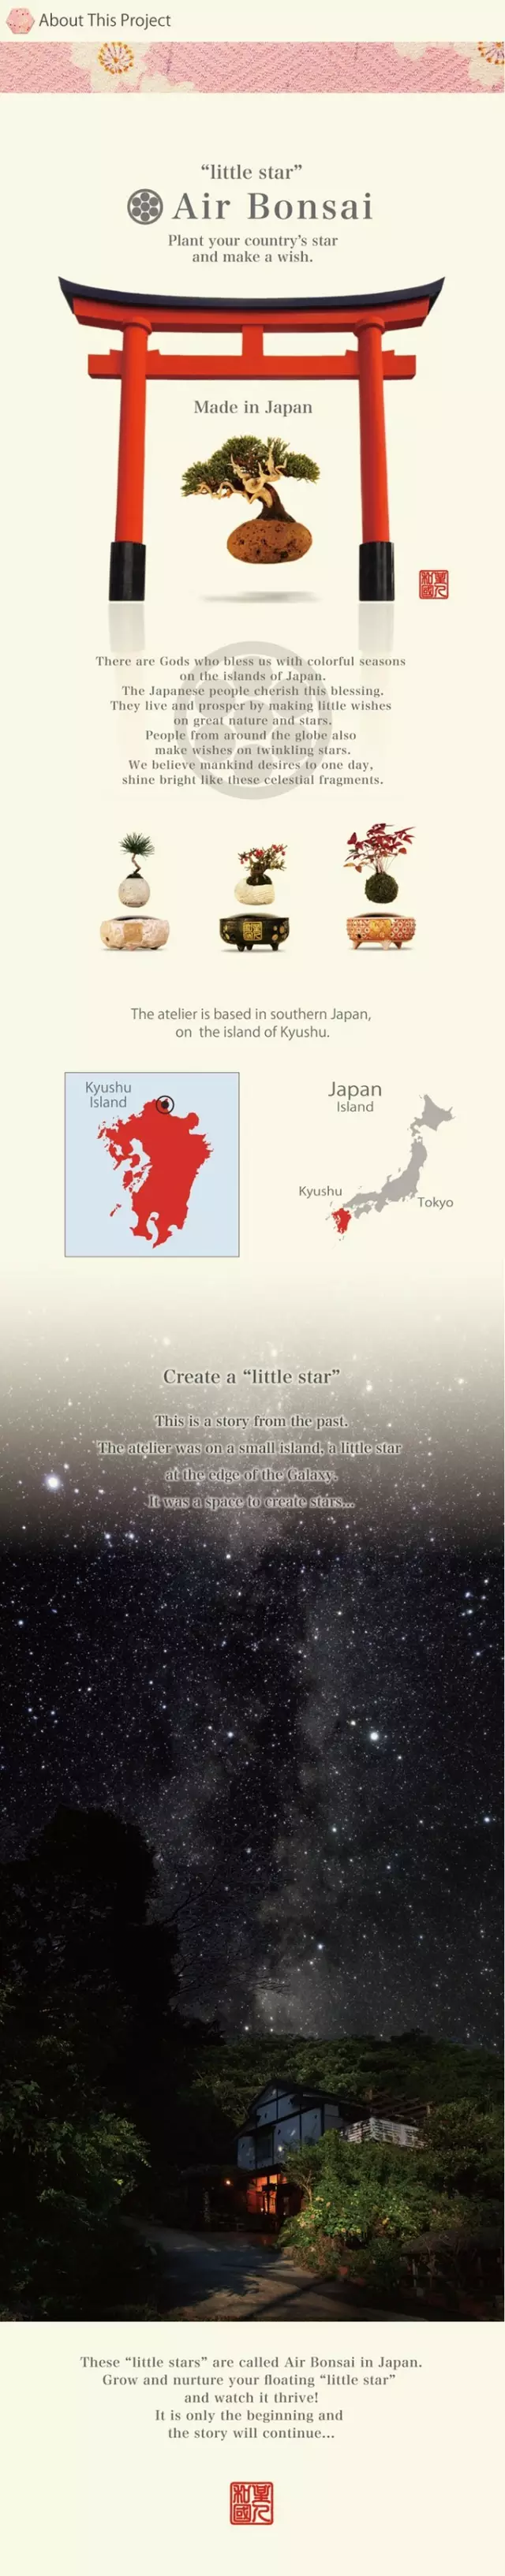 About This Project
“little star”
Air Bonsai
Plant your country’s star
and make a wish.
Made in Japan
There are Gods who bless us with colorful seasons
on the islands of Japan.
The Japanese people cherish this blessing.
They live and prosper by making little wishes
on great nature and stars.
People from around the globe also
make wishes on twinkling stars.
We believe mankind desires to one day,
shine bright like these celestial fragments.
The atelier is based in southern Japan,
on the island of Kyushu.
Kyushu
Island
Japan
Island
Kyushu
Tokyo
Create a “little star”
This is a story from the past.
The atelier was on a small island, a little star
at the edge of the Galaxy.
It was a space to create stars...
These “little stars” are called Air Bonsai in Japan.
Grow and nurture your floating “little star”
and watch it thrive!
It is only the beginning and
the story will continue...